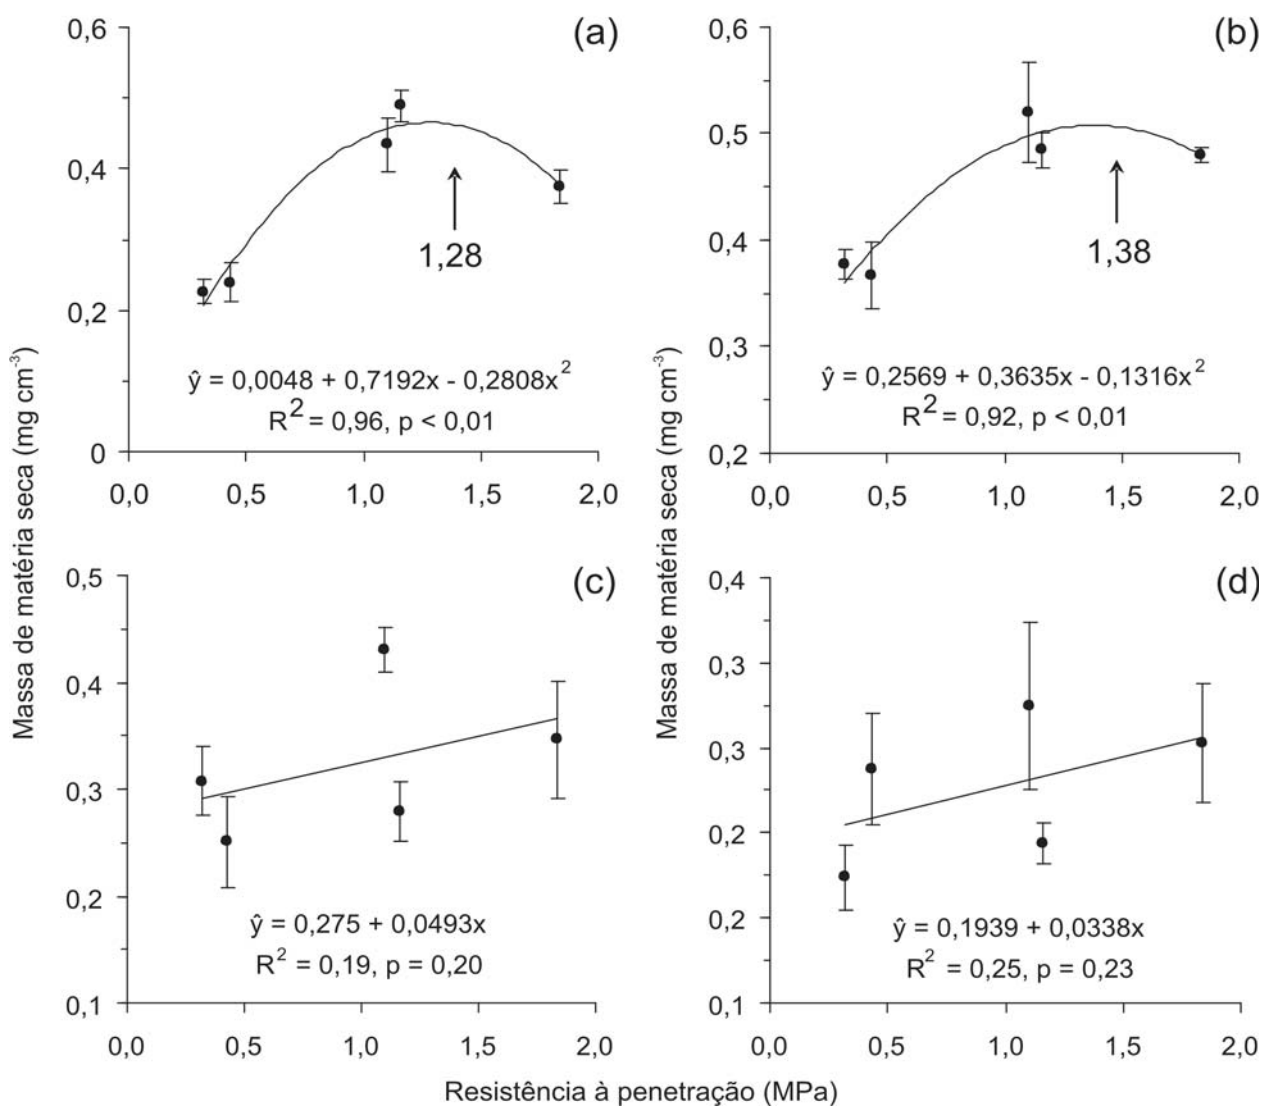 (a)
0,6
0,4
0,2
0
1,28
ŷ = 0,0048 + 0,7192x - 0,2808x²
R² = 0,96, p < 0,01
0,0 0,5 1,0 1,5 2,0
(b)
0,6
0,5
0,4
0,3
0,2
1,38
ŷ = 0,2569 + 0,3635x - 0,1316x²
R² = 0,92, p < 0,01
0,0 0,5 1,0 1,5 2,0
Massa de matéria seca (mg cm⁻³)
Massa de matéria seca (mg cm⁻³)
(c)
0,5
0,4
0,3
0,2
0,1
ŷ = 0,275 + 0,0493x
R² = 0,19, p = 0,20
0,0 0,5 1,0 1,5 2,0
(d)
0,4
0,3
0,3
0,2
0,2
0,1
ŷ = 0,1939 + 0,0338x
R² = 0,25, p = 0,23
0,0 0,5 1,0 1,5 2,0
Resistência à penetração (MPa)